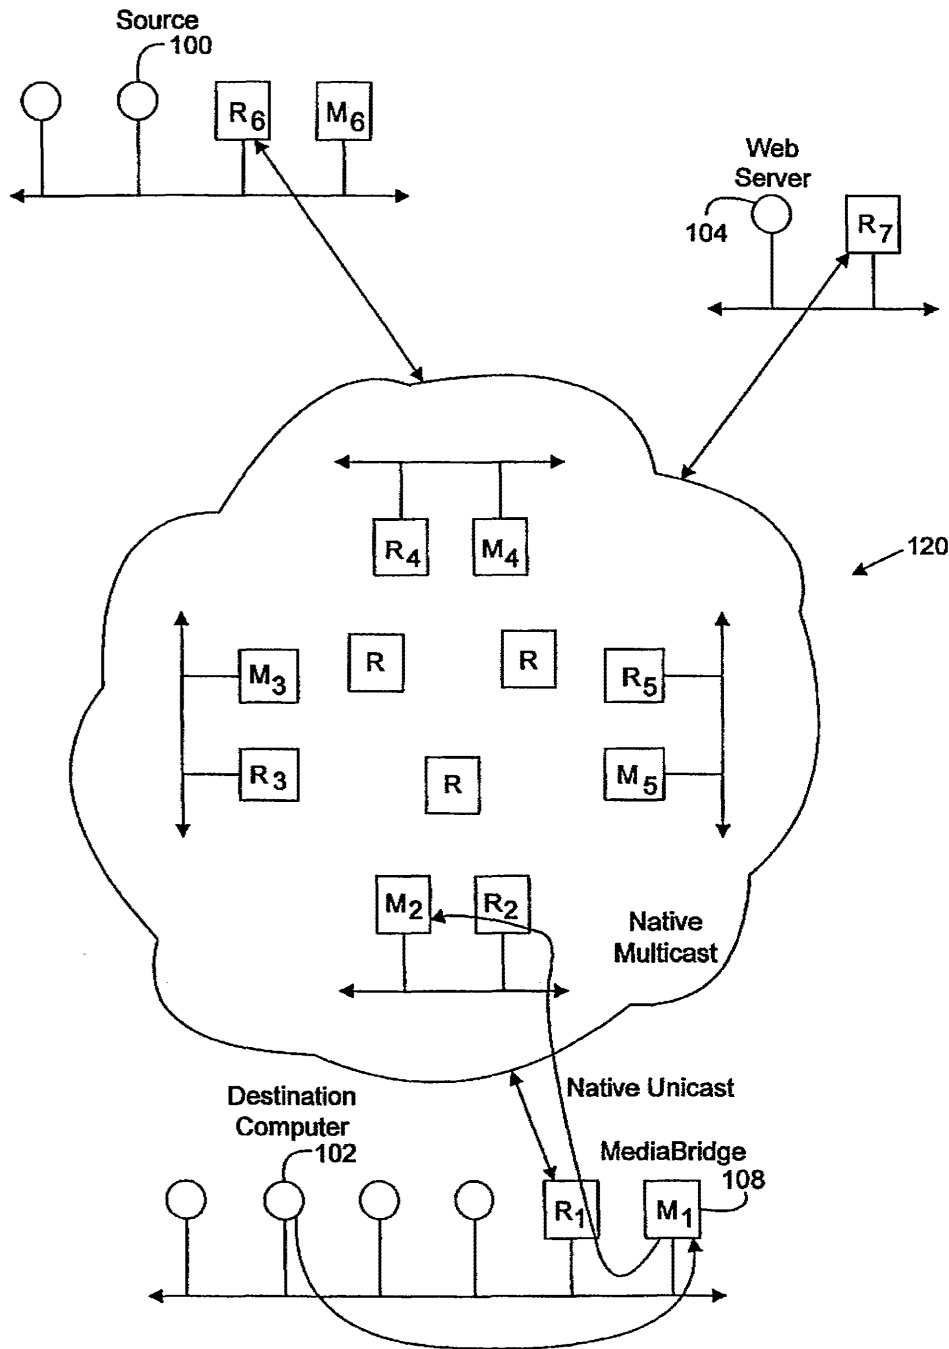 Source
100
R6
M6
Web
Server
104
R7
R4
M4
120
M3
R
R
R5
R3
R
M5
M2
R2
Native
Multicast
Native Unicast
Destination
Computer
102
MediaBridge
108
R1
M1